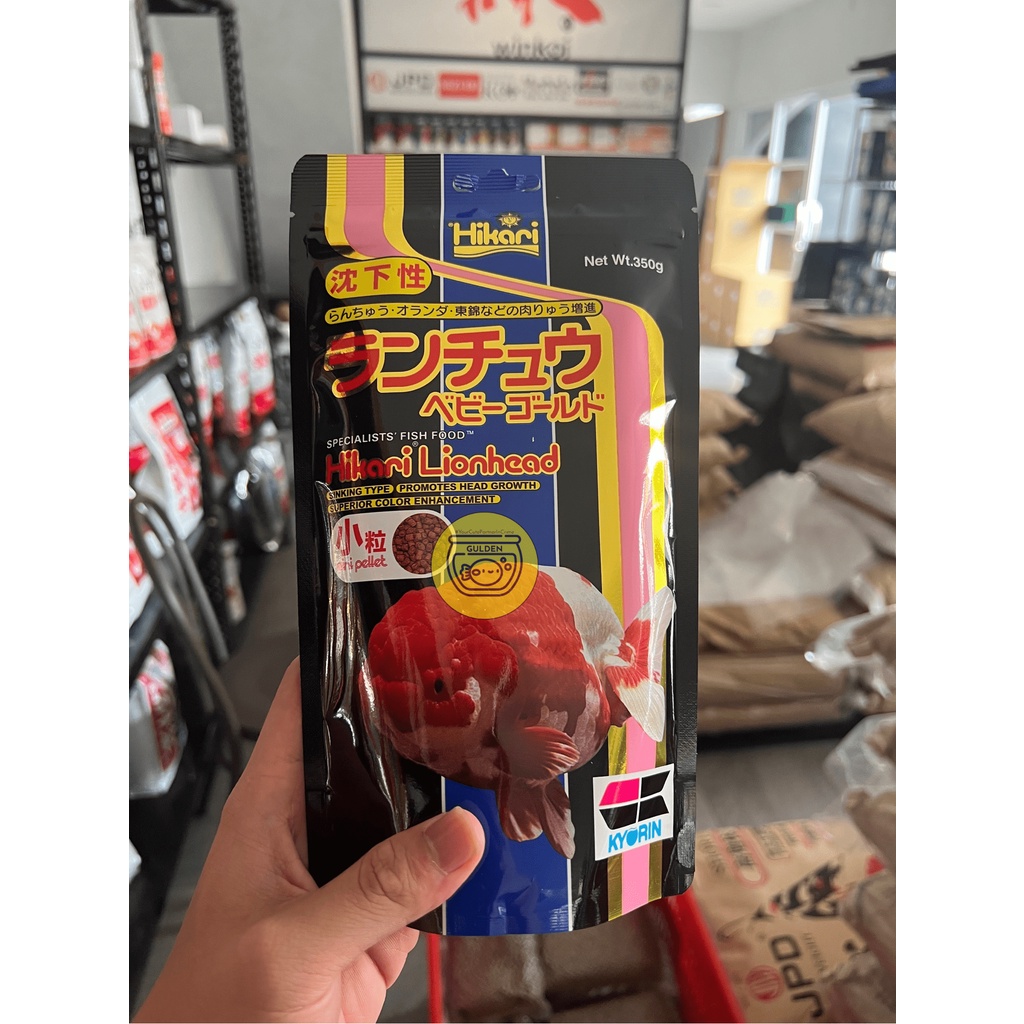 winkoi
JPD
Hikari
Net Wt.350g
沈下性
らんちゅう・オランダ・東錦などの肉りゅう増進
ランチュウ
ベビーゴールド
SPECIALISTS' FISH FOOD™
Hikari® Lionhead
SINKING TYPE PROMOTES HEAD GROWTH
SUPERIOR COLOR ENHANCEMENT
小粒
mini pellet
GULDEN
KYORIN
JPD